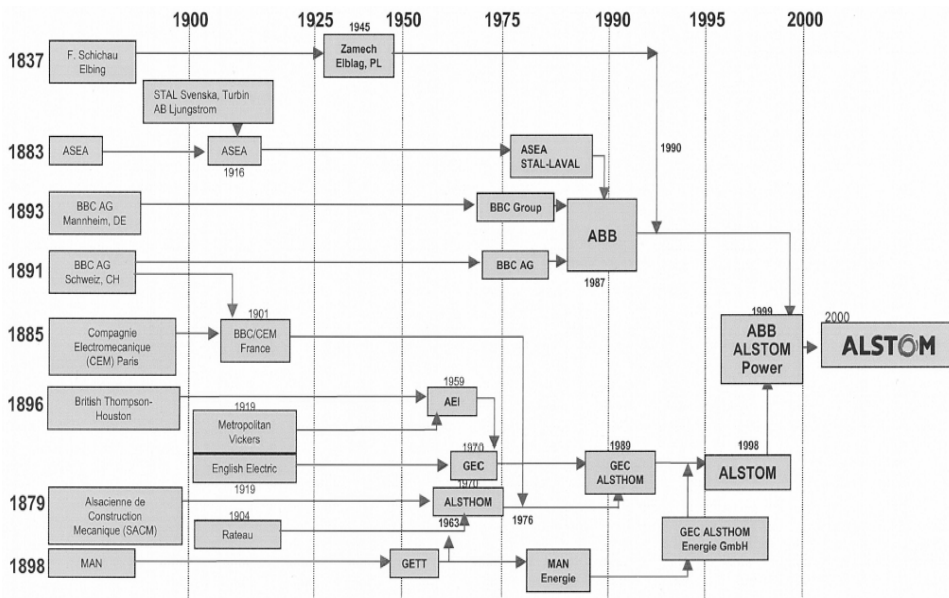 1900 1925 1950 1975 1990 1995 2000
1837
F. Schichau
Elbing
1945
Zamech
Elblag, PL
STAL Svenska, Turbin
AB Ljungstrom
1883
ASEA
ASEA
1916
ASEA
STAL-LAVAL
1990
1893
BBC AG
Mannheim, DE
BBC Group
ABB
1987
1891
BBC AG
Schweiz, CH
BBC AG
1885
Compagnie
Electromecanique
(CEM) Paris
1901
BBC/CEM
France
1999
ABB
ALSTOM
Power
2000
ALSTOM
1896
British Thompson-
Houston
1959
AEI
1919
Metropolitan
Vickers
English Electric
1919
1970
GEC
1989
GEC
ALSTHOM
1998
ALSTOM
1879
Alsacienne de
Construction
Mecanique (SACM)
1904
Rateau
1970
ALSTHOM
1963
1976
GEC ALSTHOM
Energie GmbH
1898
MAN
GETT
MAN
Energie